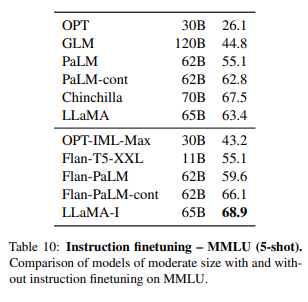 OPT 30B 26.1
GLM 120B 44.8
PaLM 62B 55.1
PaLM-cont 62B 62.8
Chinchilla 70B 67.5
LLaMA 65B 63.4
OPT-IML-Max 30B 43.2
Flan-T5-XXL 11B 55.1
Flan-PaLM 62B 59.6
Flan-PaLM-cont 62B 66.1
LLaMA-I 65B 68.9
Table 10: Instruction finetuning – MMLU (5-shot).
Comparison of models of moderate size with and with-
out instruction finetuning on MMLU.